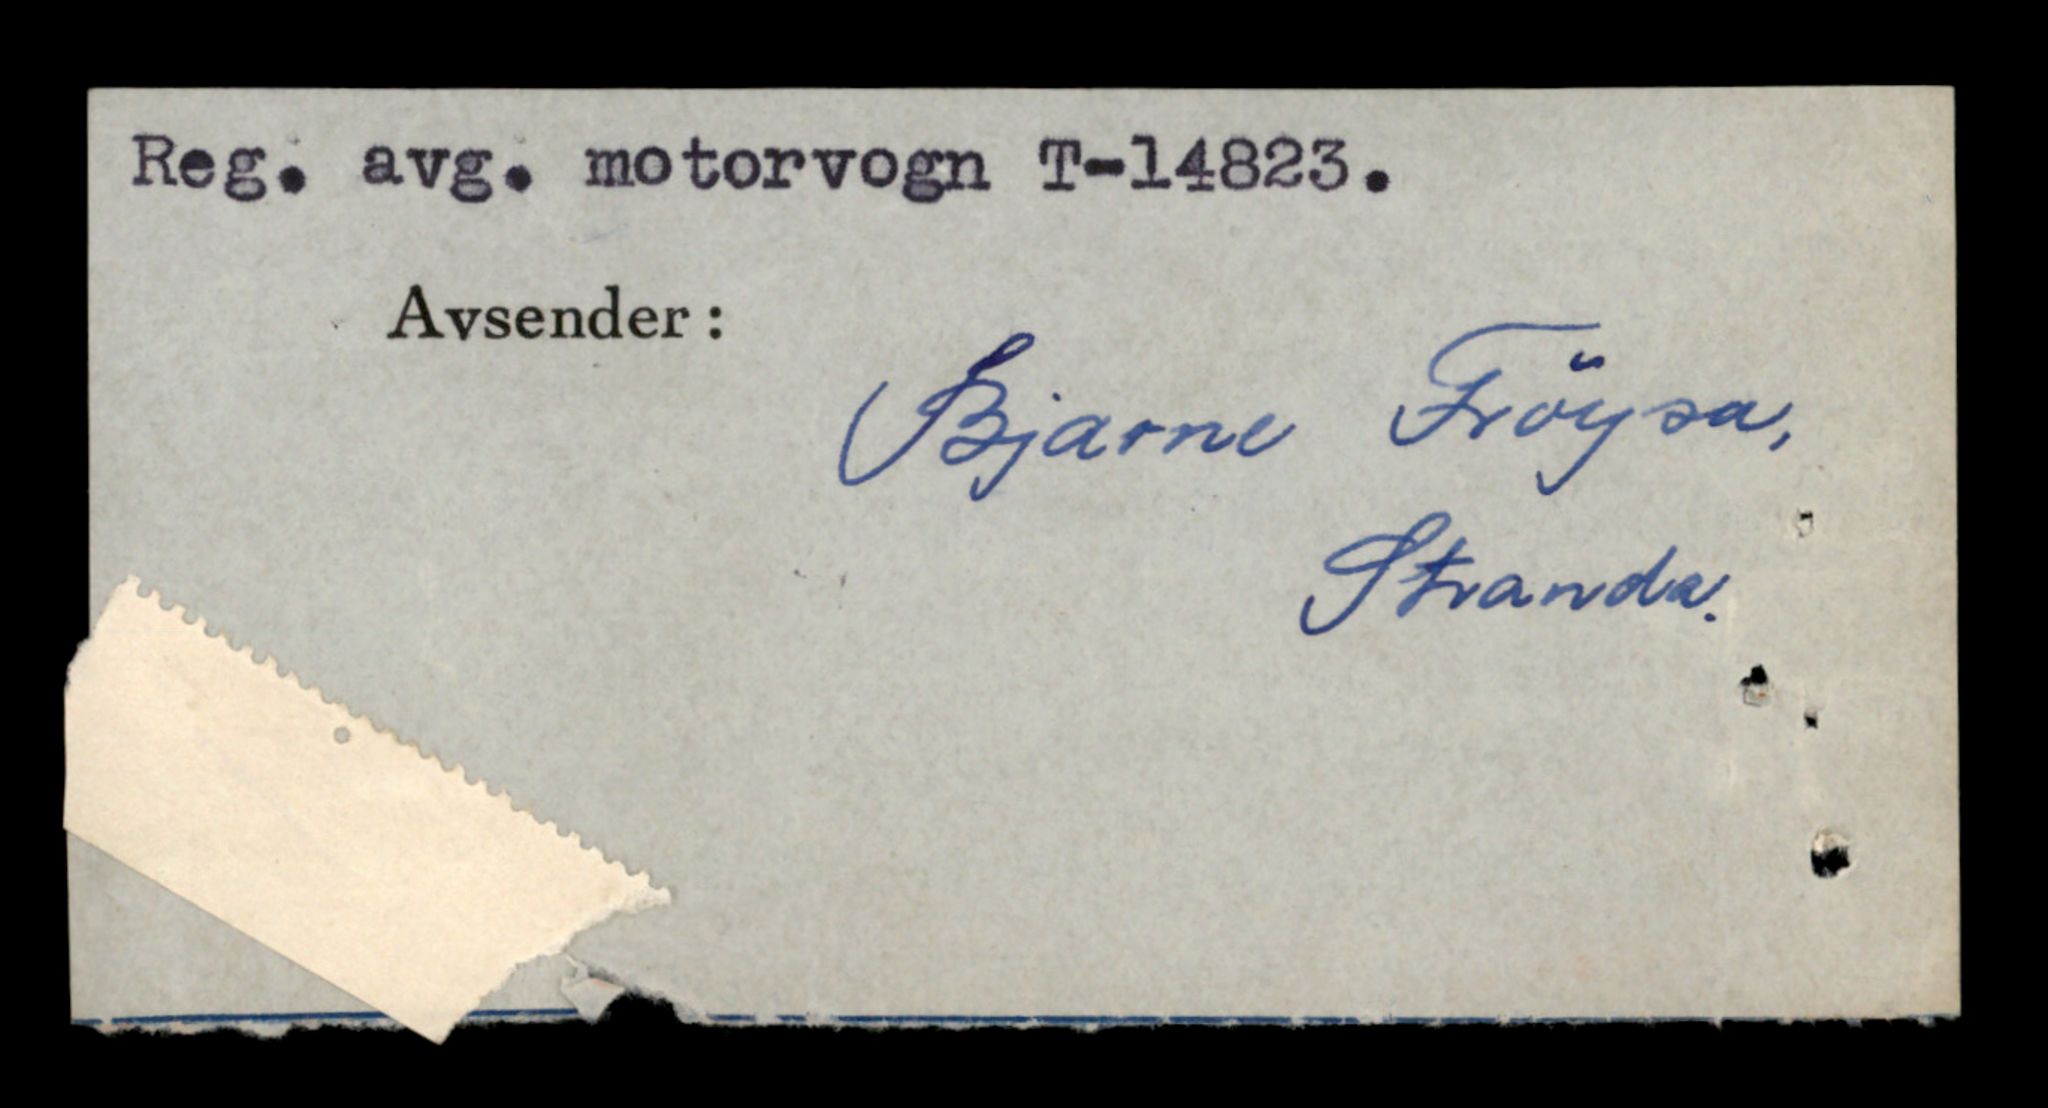 Reg. avg. motorvogn T-14823.
Avsender:
Bjarne Fröysa,
Stranda.